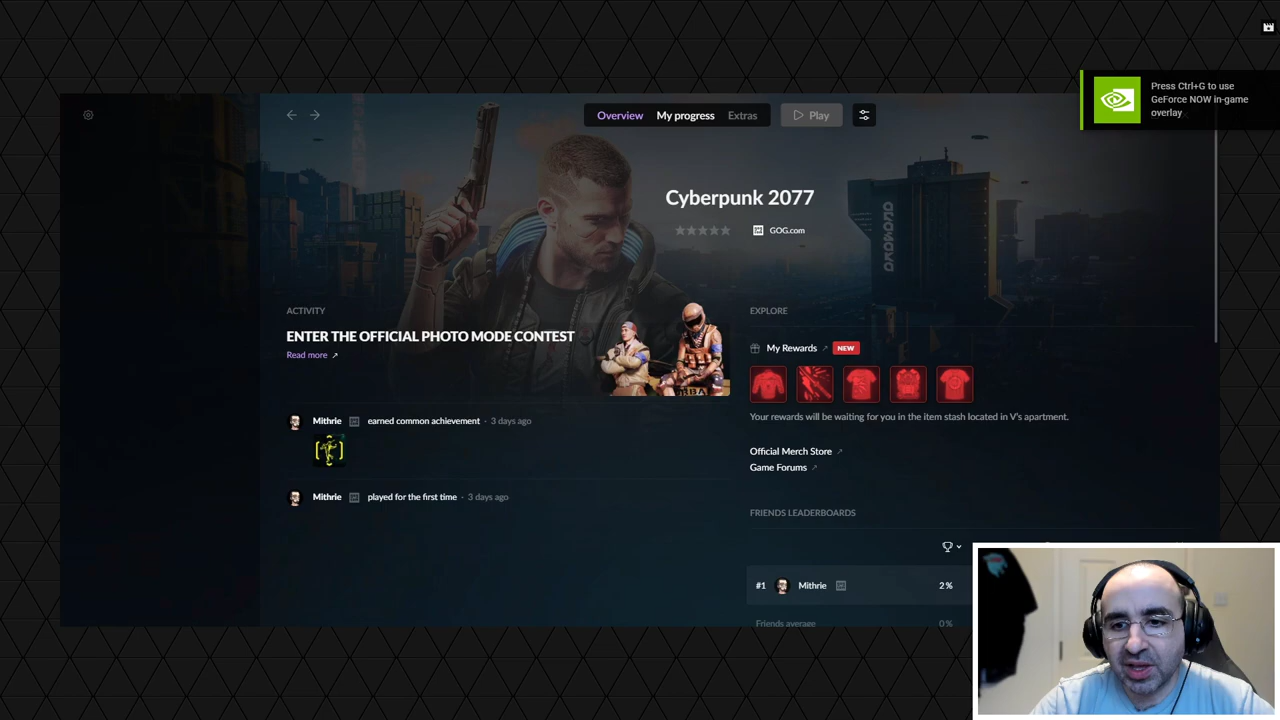 Press Ctrl+G to use
GeForce NOW in-game
overlay
Overview
My progress
Extras
Play
Cyberpunk 2077
GOG.com
ACTIVITY
ENTER THE OFFICIAL PHOTO MODE CONTEST
Read more
Mithrie earned common achievement · 3 days ago
Mithrie played for the first time · 3 days ago
EXPLORE
My Rewards NEW
Your rewards will be waiting for you in the item stash located in V's apartment.
Official Merch Store
Game Forums
FRIENDS LEADERBOARDS
#1 Mithrie 2%
Friends average 0%